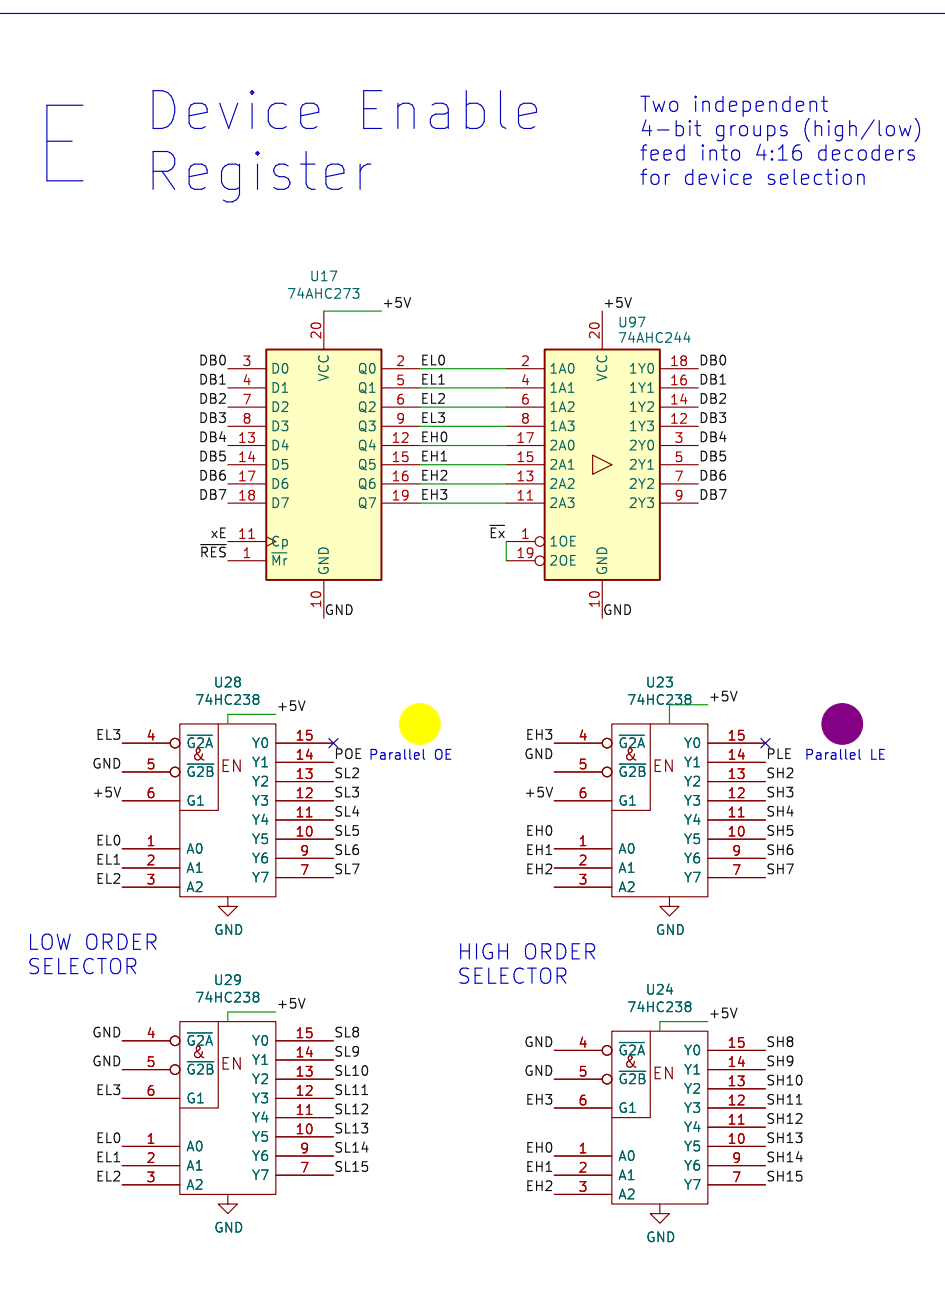 E
Device Enable
Register
Two independent
4-bit groups (high/low)
feed into 4:16 decoders
for device selection
U17
74AHC273
+5V
20
VCC
DB0 3 D0 Q0 2 EL0
DB1 4 D1 Q1 5 EL1
DB2 7 D2 Q2 6 EL2
DB3 8 D3 Q3 9 EL3
DB4 13 D4 Q4 12 EH0
DB5 14 D5 Q5 15 EH1
DB6 17 D6 Q6 16 EH2
DB7 18 D7 Q7 19 EH3
xE 11 Cp
RES 1 Mr
GND
10
GND
+5V
U97
74AHC244
20
VCC
2 1A0 1Y0 18 DB0
4 1A1 1Y1 16 DB1
6 1A2 1Y2 14 DB2
8 1A3 1Y3 12 DB3
17 2A0 2Y0 3 DB4
15 2A1 2Y1 5 DB5
13 2A2 2Y2 7 DB6
11 2A3 2Y3 9 DB7
Ex 1 1OE
19 2OE
GND
10
GND
U28
74HC238
+5V
EL3 4 G2A Y0 15
& EN Y1 14 POE
GND 5 G2B Y2 13 SL2
+5V 6 G1 Y3 12 SL3
Y4 11 SL4
Y5 10 SL5
EL0 1 A0 Y6 9 SL6
EL1 2 A1 Y7 7 SL7
EL2 3 A2
GND
Parallel OE
U23
74HC238
+5V
EH3 4 G2A Y0 15
GND & EN Y1 14 PLE
5 G2B Y2 13 SH2
+5V 6 G1 Y3 12 SH3
Y4 11 SH4
EH0 Y5 10 SH5
EH1 1 A0 Y6 9 SH6
EH2 2 A1 Y7 7 SH7
3 A2
GND
Parallel LE
LOW ORDER
SELECTOR
HIGH ORDER
SELECTOR
U29
74HC238
+5V
GND 4 G2A Y0 15 SL8
& EN Y1 14 SL9
GND 5 G2B Y2 13 SL10
EL3 6 G1 Y3 12 SL11
Y4 11 SL12
Y5 10 SL13
EL0 1 A0 Y6 9 SL14
EL1 2 A1 Y7 7 SL15
EL2 3 A2
GND
U24
74HC238
+5V
GND 4 G2A Y0 15 SH8
& EN Y1 14 SH9
GND 5 G2B Y2 13 SH10
EH3 6 G1 Y3 12 SH11
Y4 11 SH12
Y5 10 SH13
EH0 1 A0 Y6 9 SH14
EH1 2 A1 Y7 7 SH15
EH2 3 A2
GND